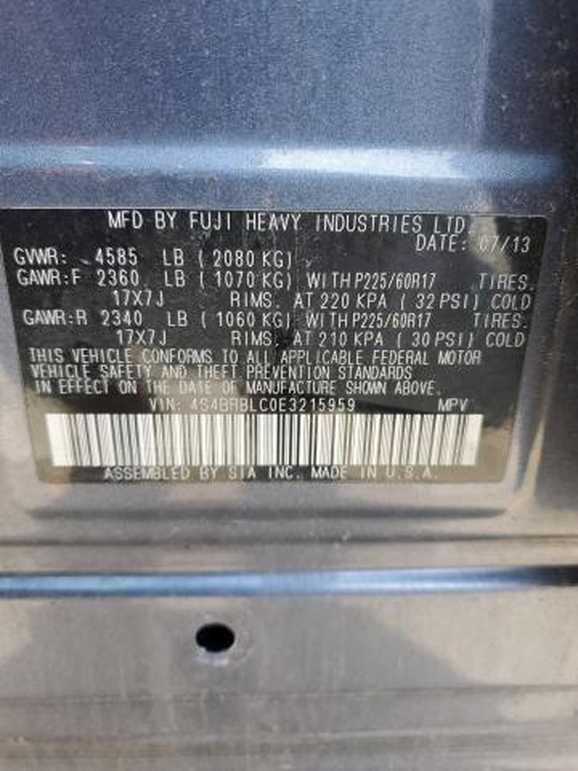 MFD BY FUJI HEAVY INDUSTRIES LTD.
DATE: 07/13
GVWR: 4585 LB ( 2080 KG)
GAWR:F 2360 LB ( 1070 KG) WITH P225/60R17 TIRES.
17X7J RIMS. AT 220 KPA ( 32 PSI) COLD
GAWR:R 2340 LB ( 1060 KG) WITH P225/60R17 TIRES.
17X7J RIMS. AT 210 KPA ( 30 PSI) COLD
THIS VEHICLE CONFORMS TO ALL APPLICABLE FEDERAL MOTOR
VEHICLE SAFETY AND THEFT PREVENTION STANDARDS
IN EFFECT ON THE DATE OF MANUFACTURE SHOWN ABOVE.
VIN: 4S4BRBLC0E3215959 MPV
ASSEMBLED BY SIA INC. MADE IN U.S.A.